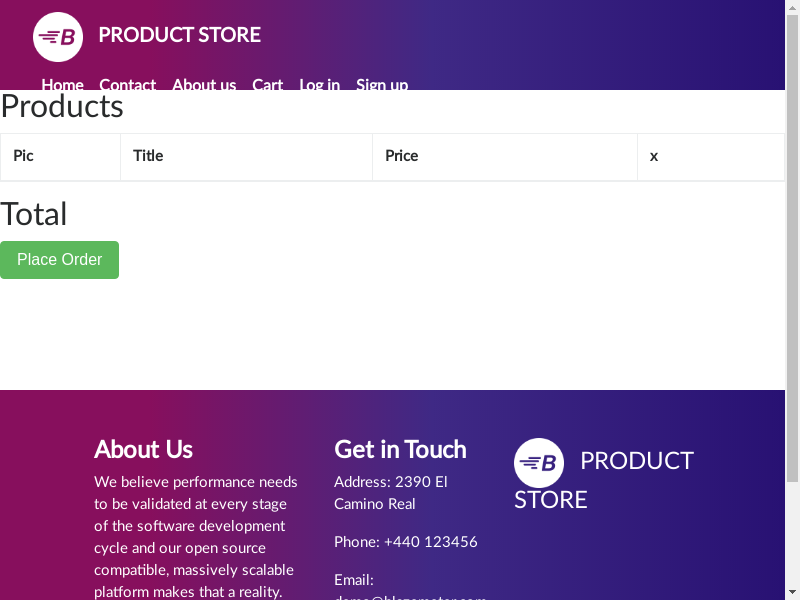 B PRODUCT STORE
Home Contact About us Cart Log in Sign up
Products
Pic Title Price x
Total
Place Order
About Us
We believe performance needs
to be validated at every stage
of the software development
cycle and our open source
compatible, massively scalable
platform makes that a reality.
Get in Touch
Address: 2390 El
Camino Real
Phone: +440 123456
Email:
B PRODUCT
STORE